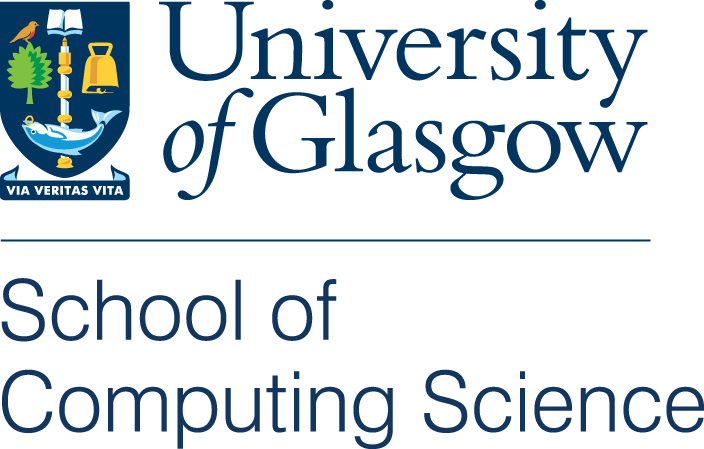 University
of Glasgow
VIA VERITAS VITA
School of
Computing Science